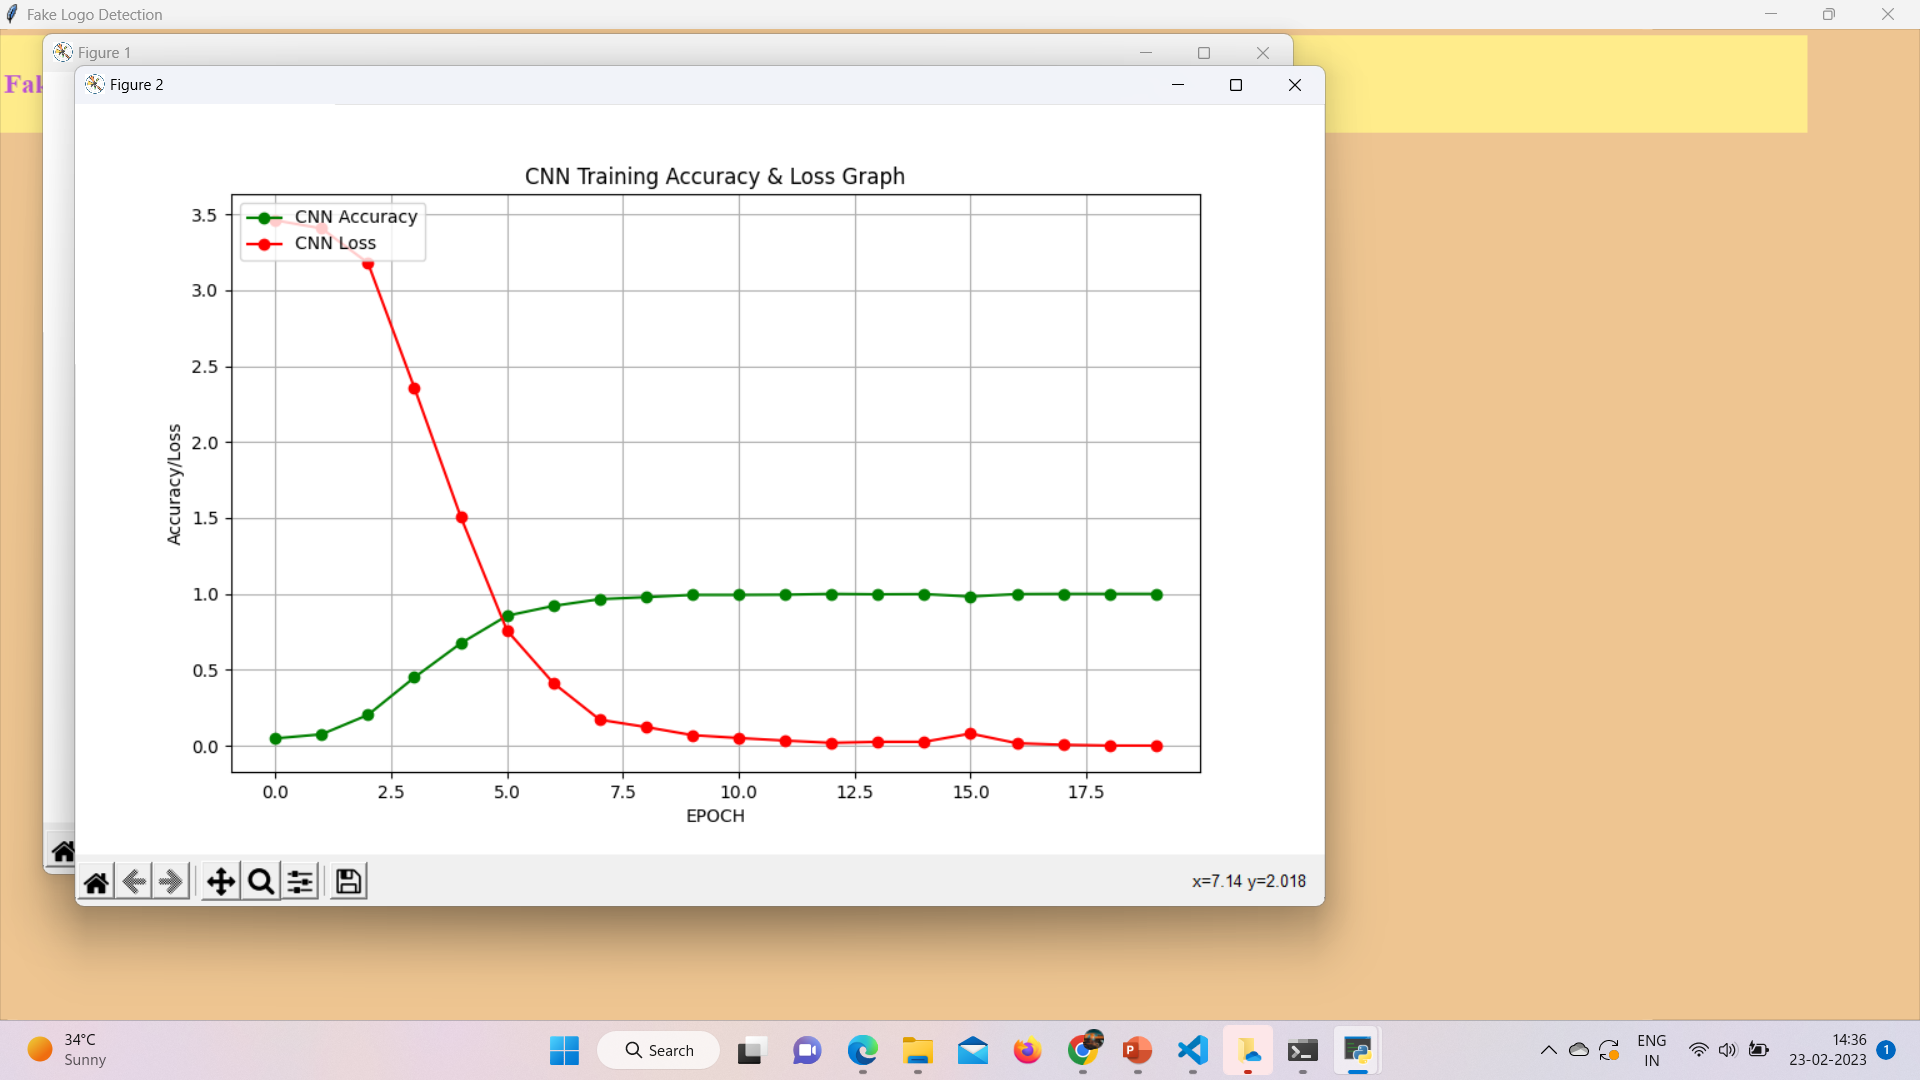 Fake Logo Detection
Figure 1
Fak
Figure 2
CNN Training Accuracy & Loss Graph
CNN Accuracy
CNN Loss
3.5
3.0
2.5
2.0
1.5
1.0
0.5
0.0
Accuracy/Loss
0.0 2.5 5.0 7.5 10.0 12.5 15.0 17.5
EPOCH
x=7.14 y=2.018
34°C
Sunny
Search
P
ENG
IN
14:36
23-02-2023
1